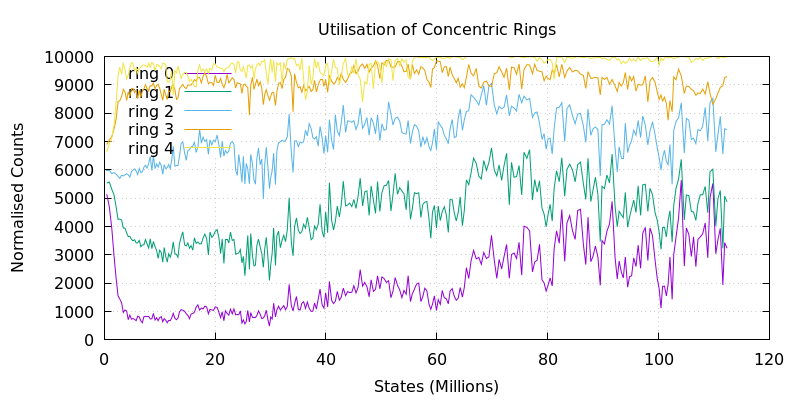 Utilisation of Concentric Rings
10000
9000
8000
7000
6000
5000
4000
3000
2000
1000
0
Normalised Counts
ring 0
ring 1
ring 2
ring 3
ring 4
0 20 40 60 80 100 120
States (Millions)